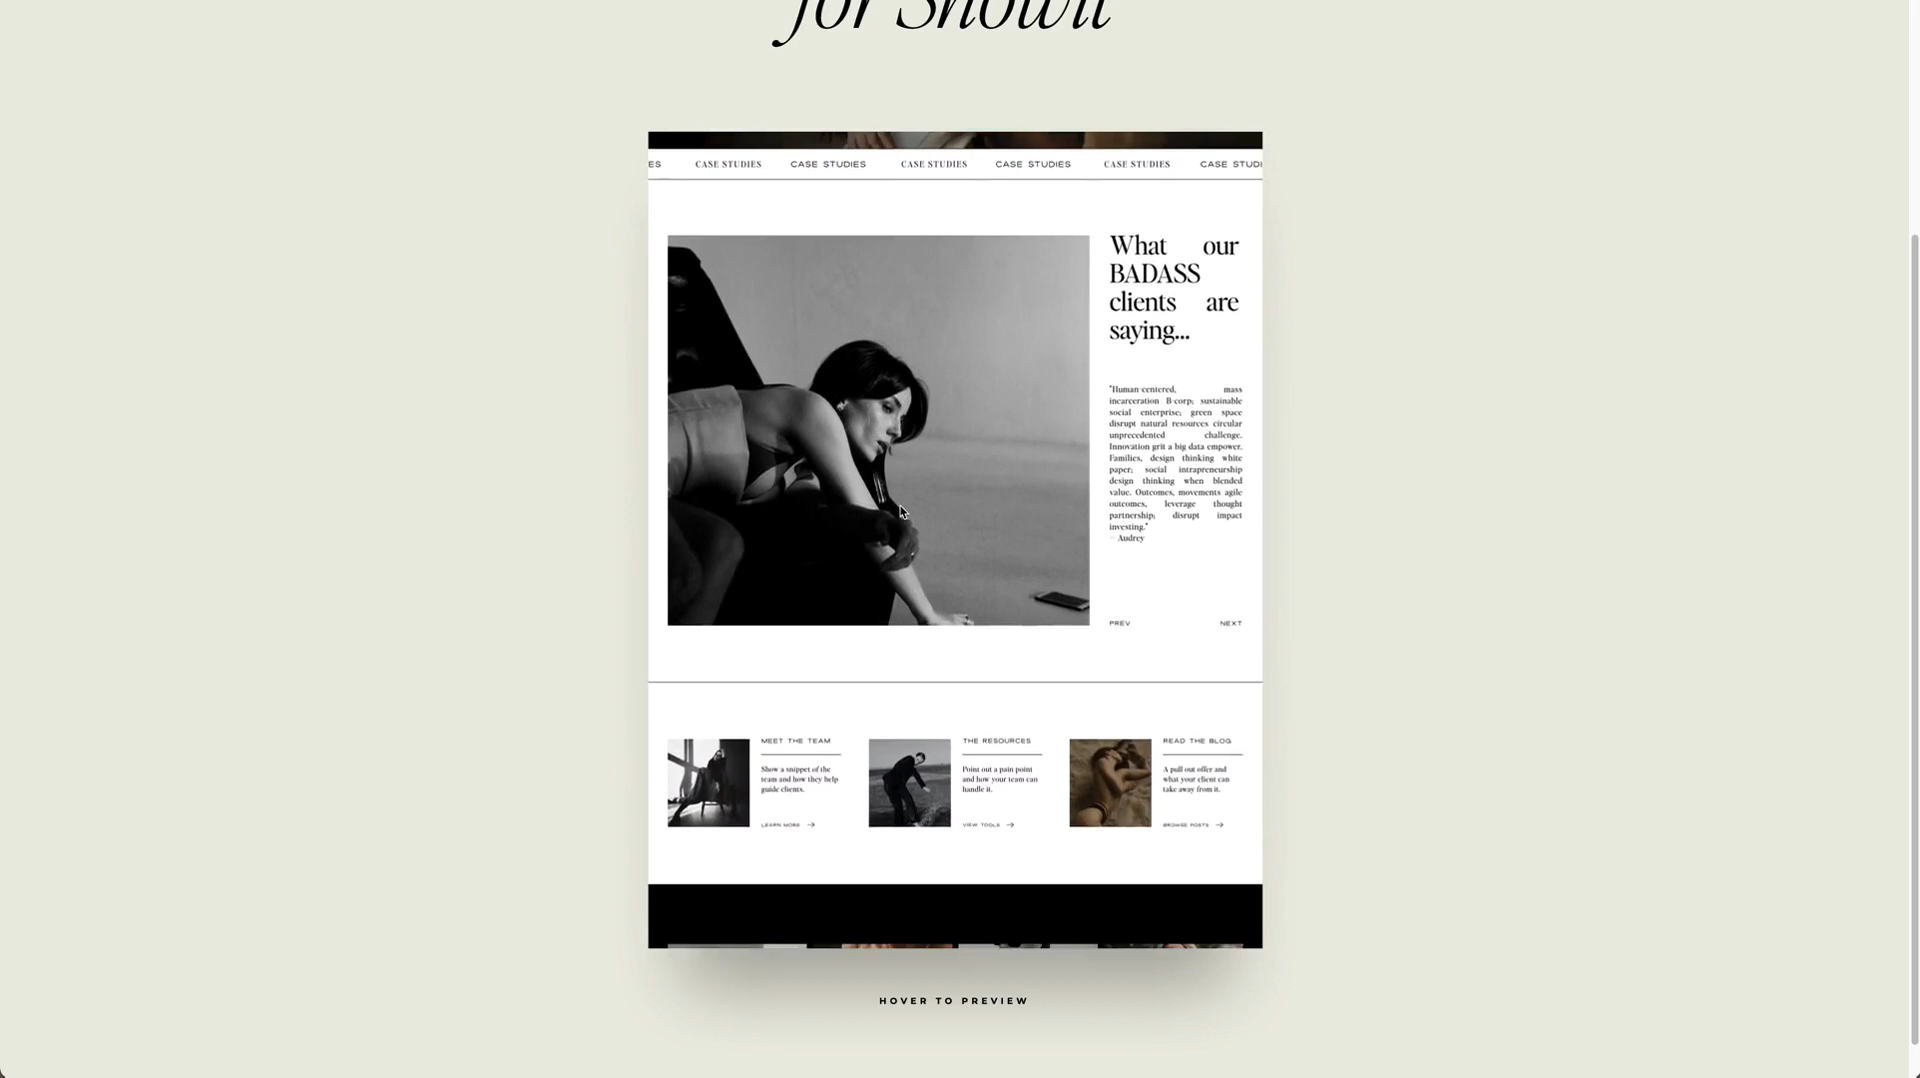 for Showit
ES CASE STUDIES CASE STUDIES CASE STUDIES CASE STUDIES CASE STUDIES CASE STUDI
What our
BADASS
clients are
saying...
"Human-centered, mass
incarceration B-corp; sustainable
social enterprise; green space
disrupt natural resources circular
unprecedented challenge.
Innovation grit a big data empower.
Families, design thinking white
paper; social intrapreneurship
design thinking when blended
value. Outcomes, movements agile
outcomes, leverage thought
partnership; disrupt impact
investing."
— Audrey
PREV NEXT
MEET THE TEAM
Show a snippet of the
team and how they help
guide clients.
LEARN MORE →
THE RESOURCES
Point out a pain point
and how your team can
handle it.
VIEW TOOLS →
READ THE BLOG
A pull out offer and
what your client can
take away from it.
BROWSE POSTS →
HOVER TO PREVIEW